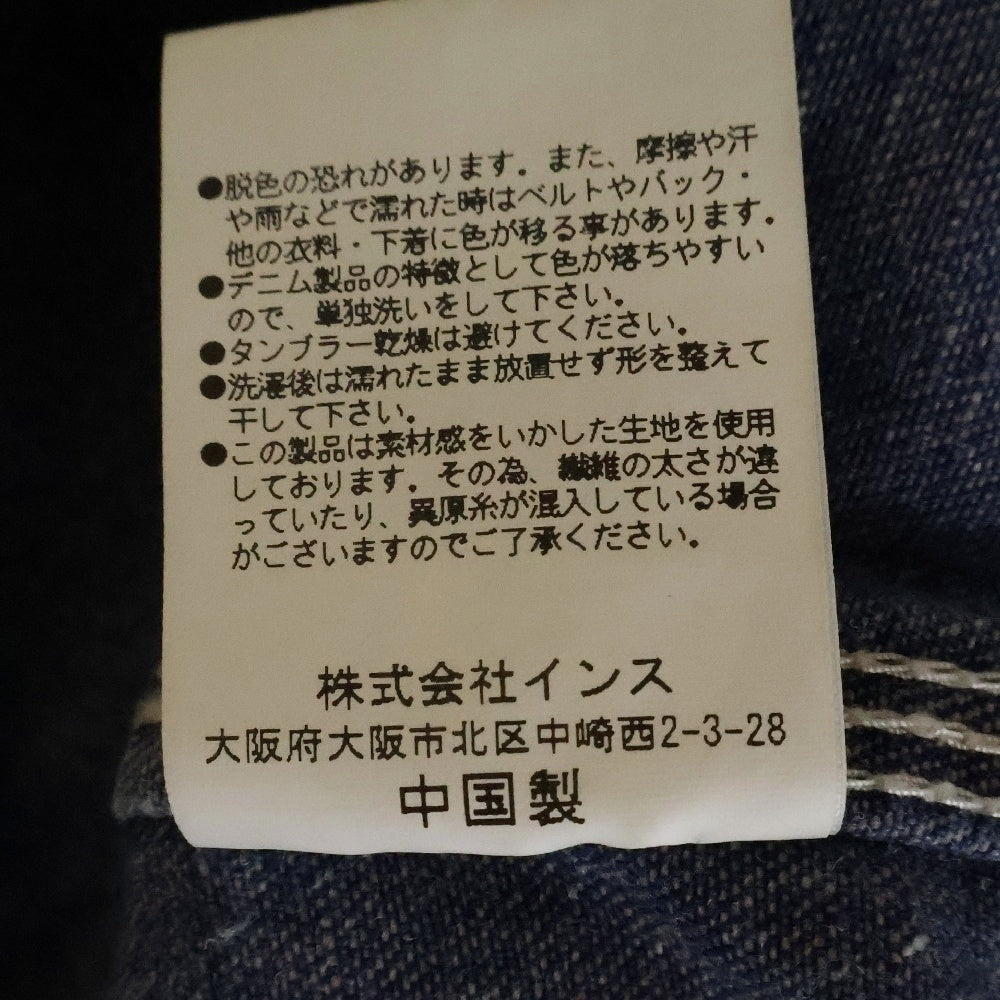 ●脱色の恐れがあります。また、摩擦や汗
や雨などで濡れた時はベルトやバック・
他の衣料・下着に色が移る事があります。
●デニム製品の特徴として色が落ちやすい
ので、単独洗いをして下さい。
●タンブラー乾燥は避けてください。
●洗濯後は濡れたまま放置せず形を整えて
干して下さい。
●この製品は素材感をいかした生地を使用
しております。その為、繊維の太さが違
っていたり、異原糸が混入している場合
がございますのでご了承ください。
株式会社インス
大阪府大阪市北区中崎西2-3-28
中国製